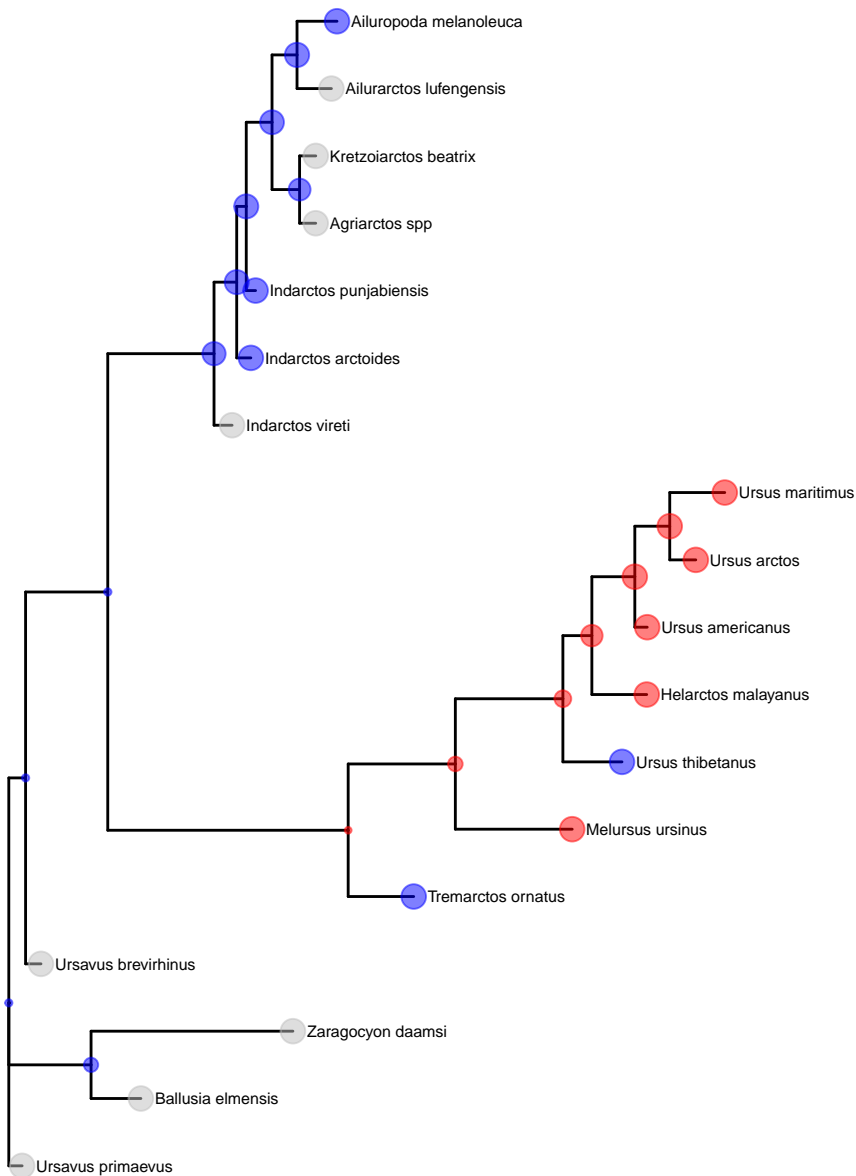 Ailuropoda melanoleuca
Ailurarctos lufengensis
Kretzoiarctos beatrix
Agriarctos spp
Indarctos punjabiensis
Indarctos arctoides
Indarctos vireti
Ursus maritimus
Ursus arctos
Ursus americanus
Helarctos malayanus
Ursus thibetanus
Melursus ursinus
Tremarctos ornatus
Ursavus brevirhinus
Zaragocyon daamsi
Ballusia elmensis
Ursavus primaevus